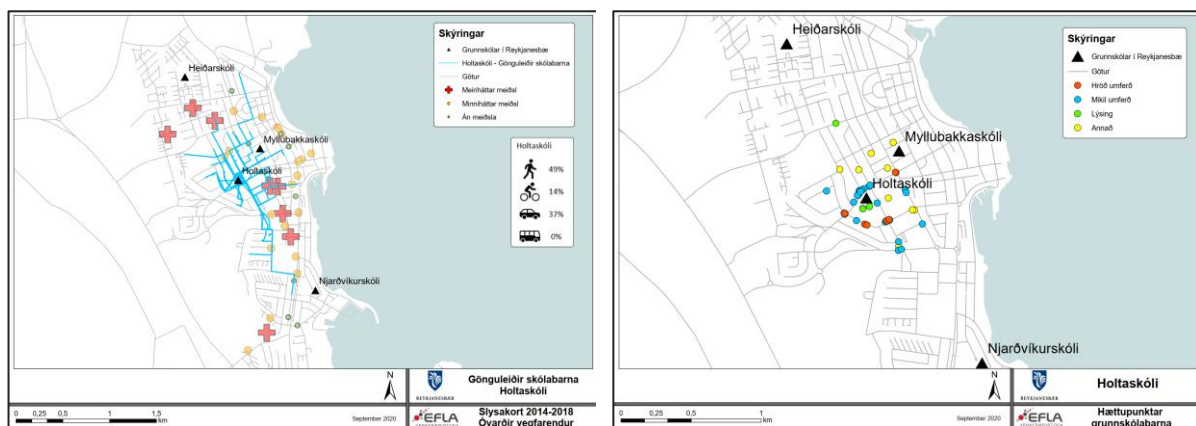 Skýringar
Grunnskólar í Reykjanesbæ
Holtaskóli - Gönguleiðir skólabarna
Götur
Meiriháttar meiðsl
Minniháttar meiðsl
Án meiðsla
Holtaskóli
49%
14%
37%
0%
Heiðarskóli
Myllubakkaskóli
Holtaskóli
Njarðvíkurskóli
N
REYKJANESBÆR
Gönguleiðir skólabarna
Holtaskóli
0 0,25 0,5 1 1,5
km
September 2020
EFLA
Slysakort 2014-2018
Óvarðir vegfarendur
Skýringar
Grunnskólar í Reykjanesbæ
Götur
Hröð umferð
Mikil umferð
Lýsing
Annað
Heiðarskóli
Myllubakkaskóli
Holtaskóli
Njarðvíkurskóli
N
REYKJANESBÆR
Holtaskóli
0 0,25 0,5 1
km
September 2020
EFLA
Hættupunktar
grunnskólabarna